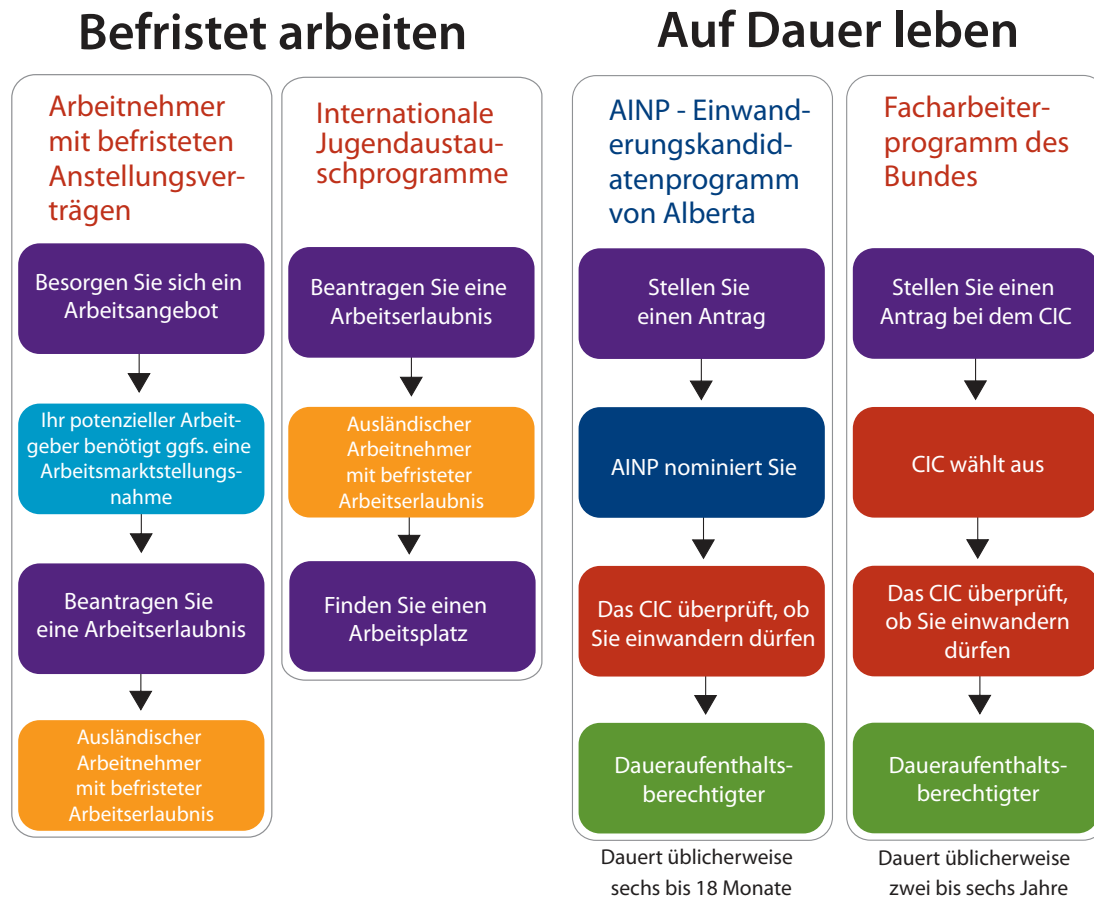 Befristet arbeiten
Arbeitnehmer
mit befristeten
Anstellungsver-
trägen
Besorgen Sie sich ein
Arbeitsangebot
Ihr potenzieller Arbeit-
geber benötigt ggfs. eine
Arbeitsmarktstellungs-
nahme
Beantragen Sie
eine Arbeitserlaubnis
Ausländischer
Arbeitnehmer
mit befristeter
Arbeitserlaubnis
Internationale
Jugendaustau-
schprogramme
Beantragen Sie eine
Arbeitserlaubnis
Ausländischer
Arbeitnehmer
mit befristeter
Arbeitserlaubnis
Finden Sie einen
Arbeitsplatz
Auf Dauer leben
AINP - Einwand-
erungskandid-
atenprogramm
von Alberta
Stellen Sie
einen Antrag
AINP nominiert Sie
Das CIC überprüft, ob
Sie einwandern dürfen
Daueraufenthalts-
berechtigter
Dauert üblicherweise
sechs bis 18 Monate
Facharbeiter-
programm des
Bundes
Stellen Sie einen
Antrag bei dem CIC
CIC wählt aus
Das CIC überprüft,
ob Sie einwandern
dürfen
Daueraufenthalts-
berechtigter
Dauert üblicherweise
zwei bis sechs Jahre